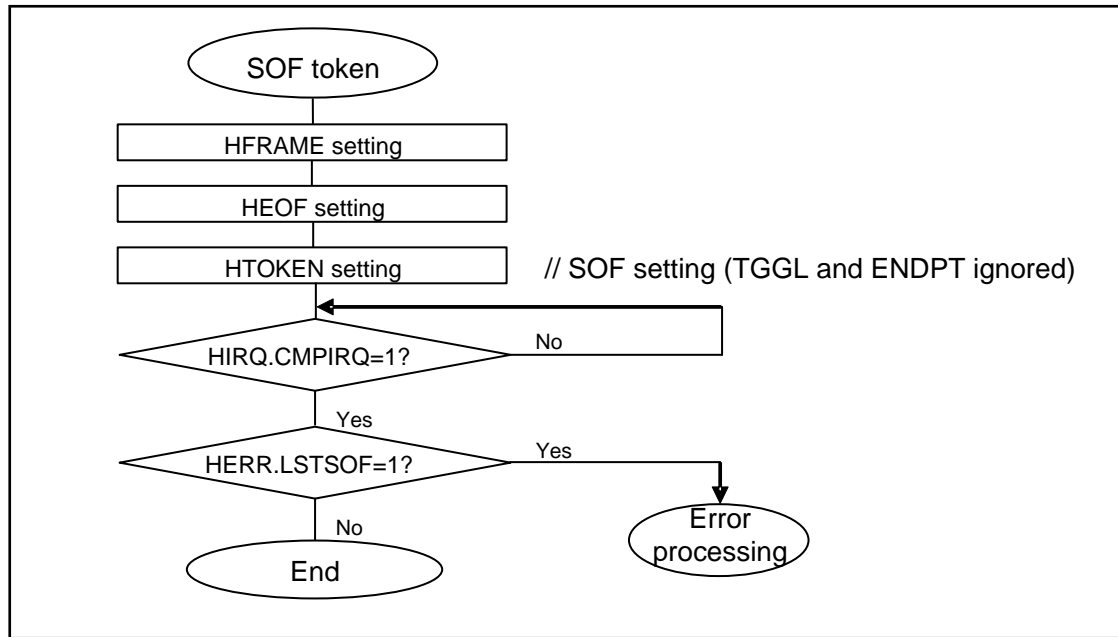 SOF token
HFRAME setting
HEOF setting
HTOKEN setting
// SOF setting (TGGL and ENDPT ignored)
HIRQ.CMPIRQ=1?
No
Yes
HERR.LSTSOF=1?
Yes
No
Error
processing
End